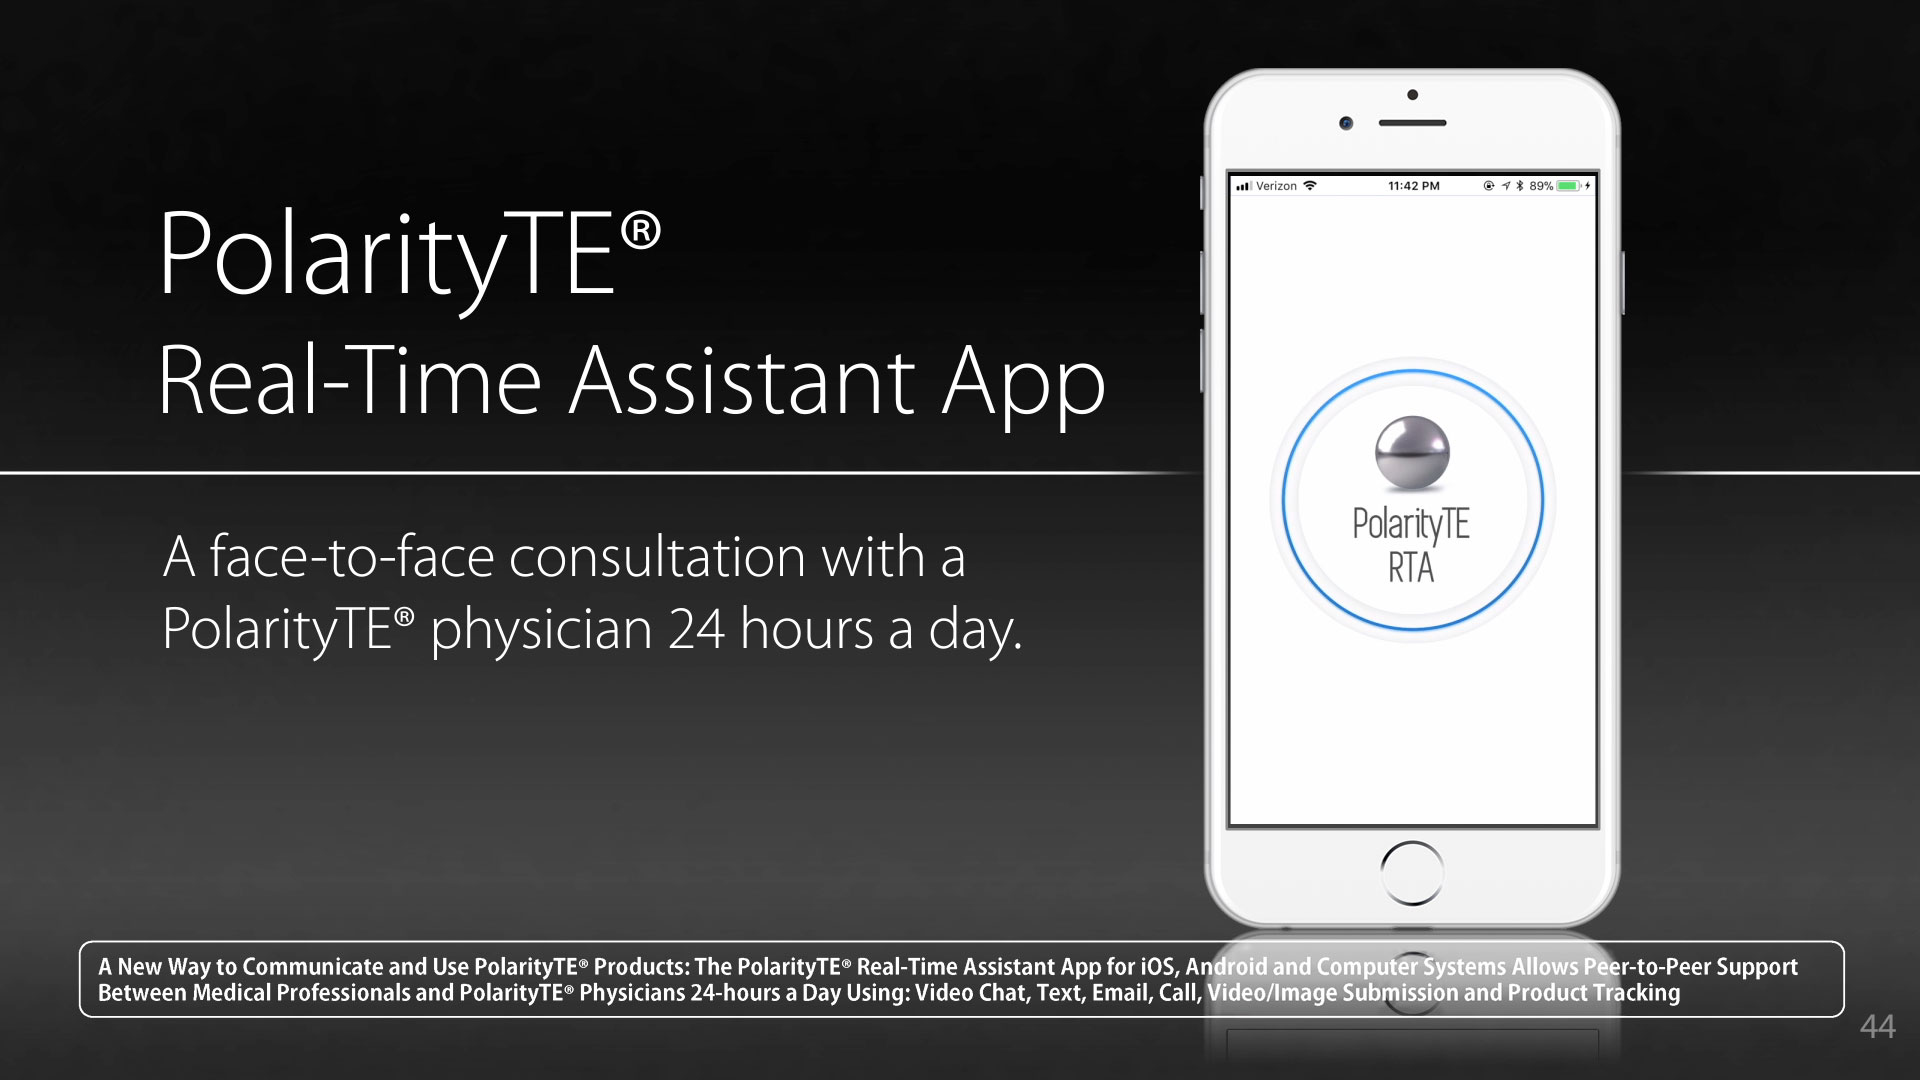 PolarityTE®
Real-Time Assistant App
A face-to-face consultation with a
PolarityTE® physician 24 hours a day.
Verizon 11:42 PM 89%
PolarityTE
RTA
A New Way to Communicate and Use PolarityTE® Products: The PolarityTE® Real-Time Assistant App for iOS, Android and Computer Systems Allows Peer-to-Peer Support
Between Medical Professionals and PolarityTE® Physicians 24-hours a Day Using: Video Chat, Text, Email, Call, Video/Image Submission and Product Tracking
44